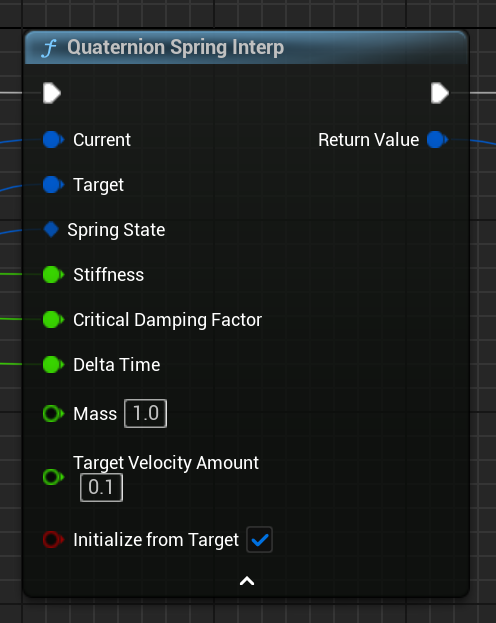 f Quaternion Spring Interp
Current
Return Value
Target
Spring State
Stiffness
Critical Damping Factor
Delta Time
Mass 1.0
Target Velocity Amount
0.1
Initialize from Target